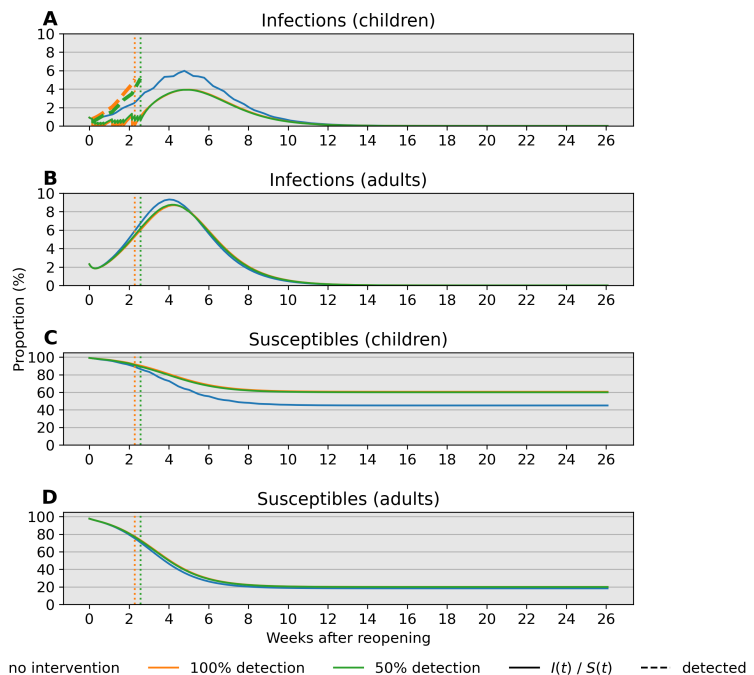 A Infections (children)
10
8
6
4
2
0
0 2 4 6 8 10 12 14 16 18 20 22 24 26
B Infections (adults)
10
8
6
4
2
0
0 2 4 6 8 10 12 14 16 18 20 22 24 26
Proportion (%)
C Susceptibles (children)
100
80
60
40
20
0
0 2 4 6 8 10 12 14 16 18 20 22 24 26
D Susceptibles (adults)
100
80
60
40
20
0
0 2 4 6 8 10 12 14 16 18 20 22 24 26
Weeks after reopening
no intervention 100% detection 50% detection I(t) / S(t) detected